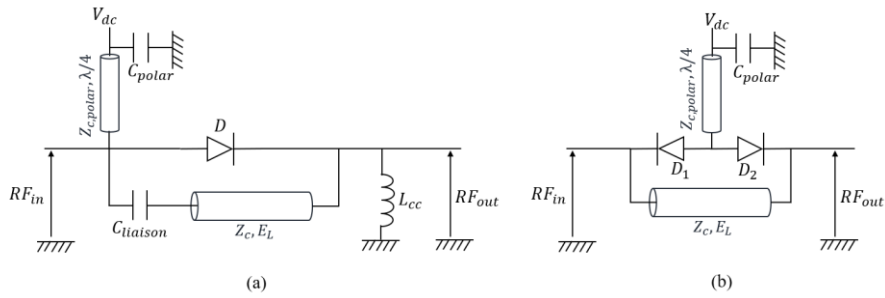 V_dc
C_polar
Z_c,polar, λ/4
D
RF_in
C_liaison
Z_c, E_L
L_cc
RF_out
(a)
V_dc
C_polar
Z_c,polar, λ/4
D_1
D_2
RF_in
Z_c, E_L
RF_out
(b)